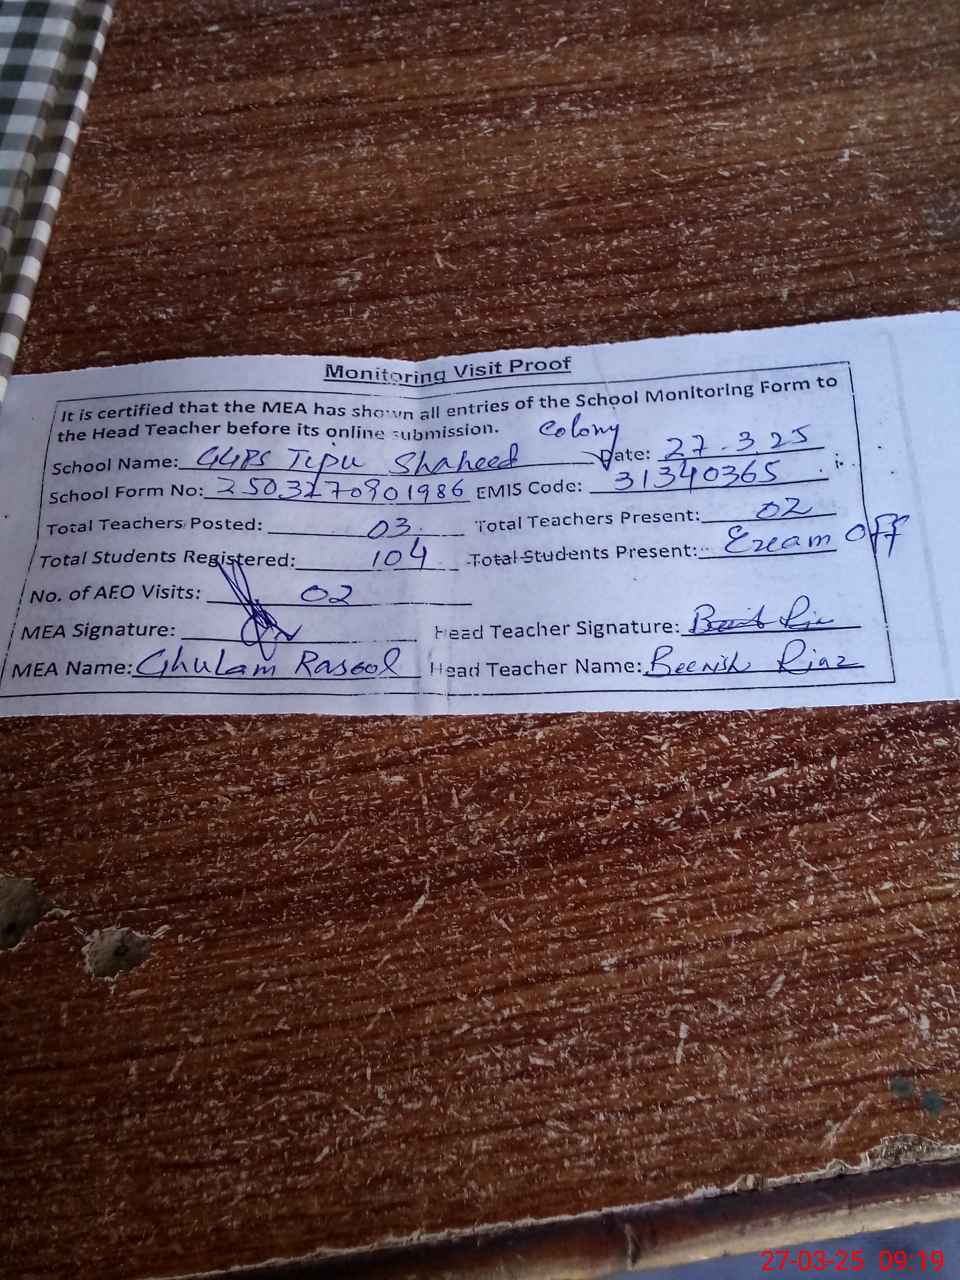 Monitoring Visit Proof
It is certified that the MEA has shown all entries of the School Monitoring Form to
the Head Teacher before its online submission.
School Name: GGPS Tipu Shaheed Colony Date: 27.3.25
School Form No: 2503270901986 EMIS Code: 31340365
Total Teachers Posted: 03 Total Teachers Present: 02
Total Students Registered: 104 Total Students Present: Exam Off
No. of AEO Visits: 02
MEA Signature: Head Teacher Signature:
MEA Name: Ghulam Rasool Head Teacher Name: Beenish Riaz
27-03-25 09:19